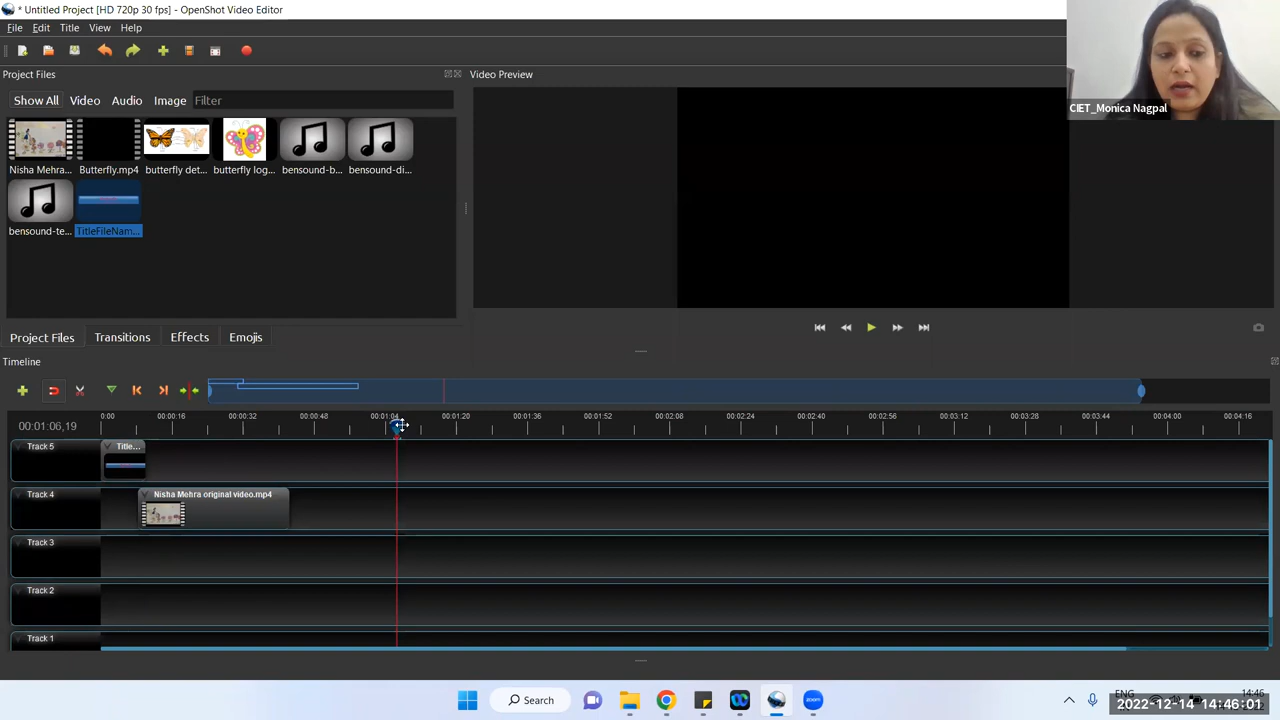 * Untitled Project [HD 720p 30 fps] - OpenShot Video Editor
File Edit Title View Help
Project Files
Video Preview
CIET_Monica Nagpal
Show All Video Audio Image Filter
Nisha Mehra... Butterfly.mp4 butterfly det... butterfly log... bensound-b... bensound-di...
bensound-te... TitleFileNam...
Project Files Transitions Effects Emojis
Timeline
0:00 00:00:16 00:00:32 00:00:48 00:01:04 00:01:20 00:01:36 00:01:52 00:02:08 00:02:24 00:02:40 00:02:56 00:03:12 00:03:28 00:03:44 00:04:00 00:04:16
00:01:06,19
Track 5 Title...
Track 4 Nisha Mehra original video.mp4
Track 3
Track 2
Track 1
Search
ENG
14:46
2022-12-14 14:46:01